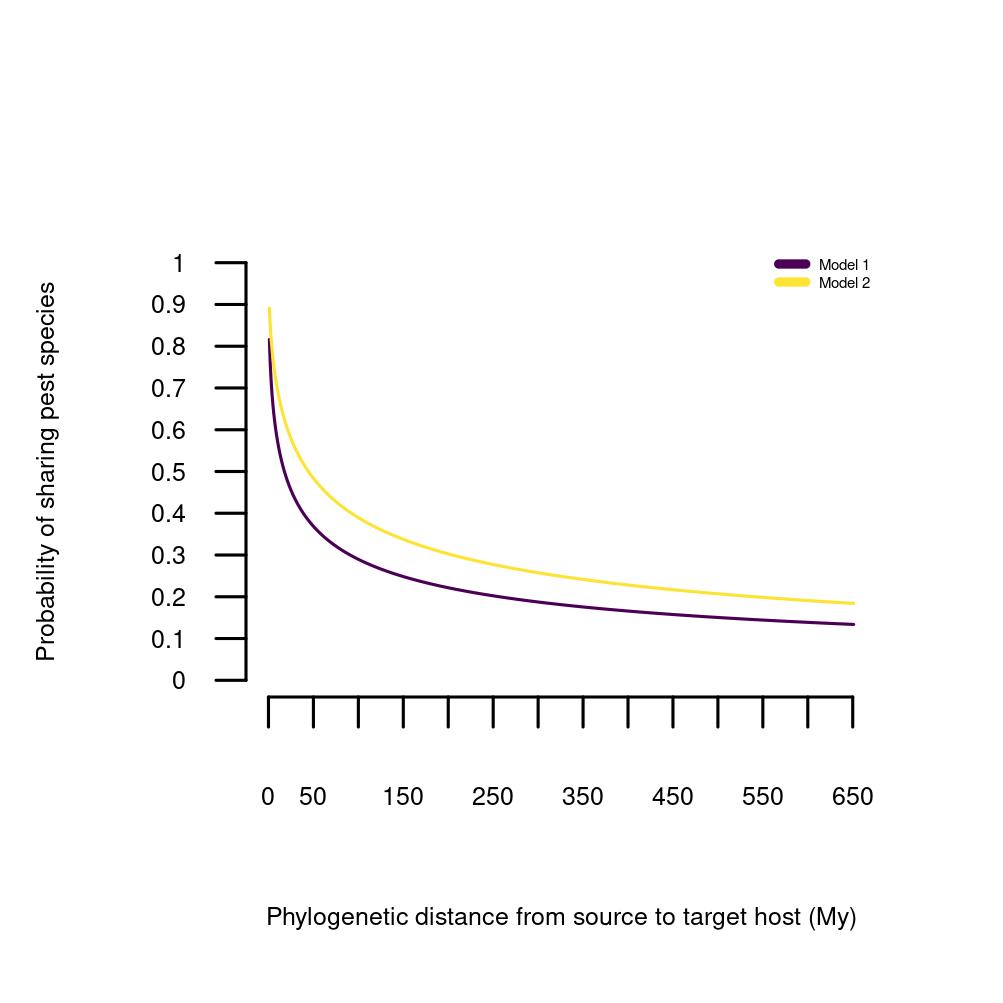 Model 1
Model 2
Probability of sharing pest species
1
0.9
0.8
0.7
0.6
0.5
0.4
0.3
0.2
0.1
0
0 50 150 250 350 450 550 650
Phylogenetic distance from source to target host (My)